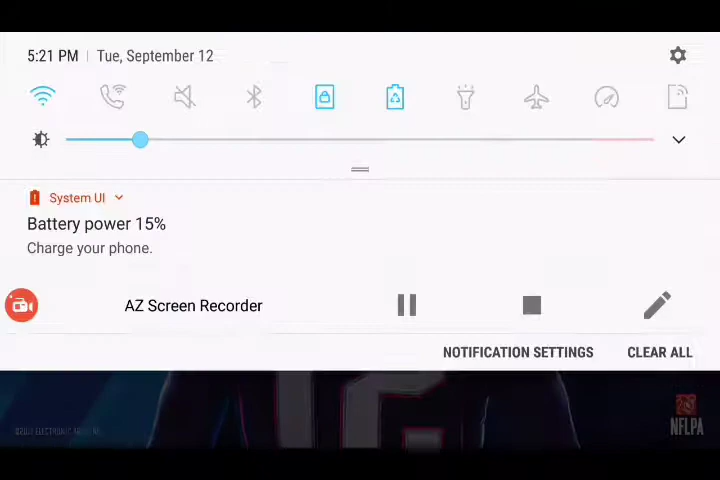 5:21 PM | Tue, September 12
System UI
Battery power 15%
Charge your phone.
AZ Screen Recorder
NOTIFICATION SETTINGS CLEAR ALL
NFLPA